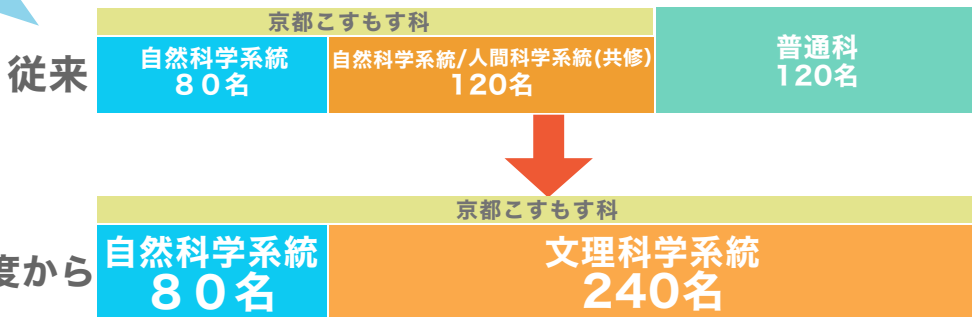 京都こすもす科
従来
自然科学系統
８０名
自然科学系統/人間科学系統(共修)
120名
普通科
120名
京都こすもす科
度から
自然科学系統
８０名
文理科学系統
240名